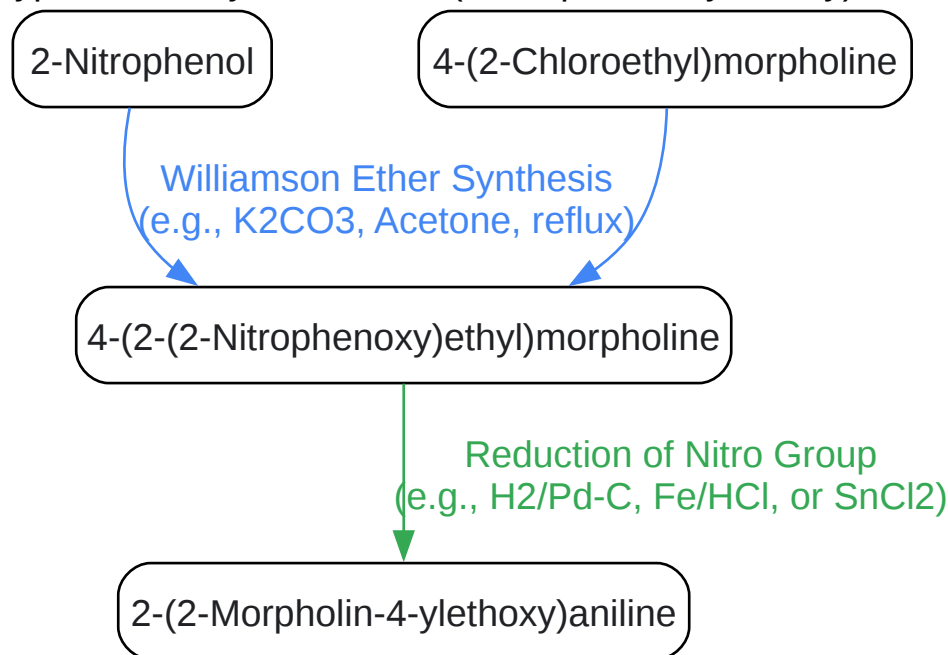 2-Nitrophenol
4-(2-Chloroethyl)morpholine
Williamson Ether Synthesis
(e.g., K2CO3, Acetone, reflux)
4-(2-(2-Nitrophenoxy)ethyl)morpholine
Reduction of Nitro Group
(e.g., H2/Pd-C, Fe/HCl, or SnCl2)
2-(2-Morpholin-4-ylethoxy)aniline